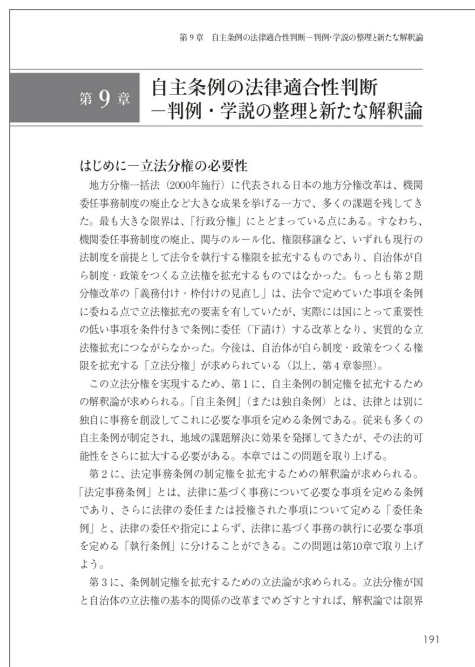 第9章 自主条例の法律適合性判断―判例・学説の整理と新たな解釈論
第9章 自主条例の法律適合性判断
―判例・学説の整理と新たな解釈論
はじめに―立法分権の必要性
地方分権一括法(2000年施行)に代表される日本の地方分権改革は、機関
委任事務制度の廃止など大きな成果を挙げる一方で、多くの課題を残してき
た。最も大きな限界は、「行政分権」にとどまっている点にある。すなわち、
機関委任事務制度の廃止、関与のルール化、権限移譲など、いずれも現行の
法制度を前提として法令を執行する権限を拡充するものであり、自治体が自
ら制度・政策をつくる立法権を拡充するものではなかった。もっとも第2期
分権改革の「義務付け・枠付けの見直し」は、法令で定めていた事項を条例
に委ねる点で立法権拡充の要素を有していたが、実際には国にとって重要性
の低い事項を条件付きで条例に委任(下請け)する改革となり、実質的な立
法権拡充につながらなかった。今後は、自治体が自ら制度・政策をつくる権
限を拡充する「立法分権」が求められている(以上、第4章参照)。
この立法分権を実現するため、第1に、自主条例の制定権を拡充するため
の解釈論が求められる。「自主条例」(または独自条例)とは、法律とは別に
独自に事務を創設してこれに必要な事項を定める条例である。従来も多くの
自主条例が制定され、地域の課題解決に効果を発揮してきたが、その法的可
能性をさらに拡大する必要がある。本章ではこの問題を取り上げる。
第2に、法定事務条例の制定権を拡充するための解釈論が求められる。
「法定事務条例」とは、法律に基づく事務について必要な事項を定める条例
であり、さらに法律の委任または授権された事項について定める「委任条
例」と、法律の委任や指定によらず、法律に基づく事務の執行に必要な事項
を定める「執行条例」に分けることができる。この問題は第10章で取り上げ
よう。
第3に、条例制定権を拡充するための立法論が求められる。立法分権が国
と自治体の立法権の基本的関係の改革までめざすとすれば、解釈論では限界
191